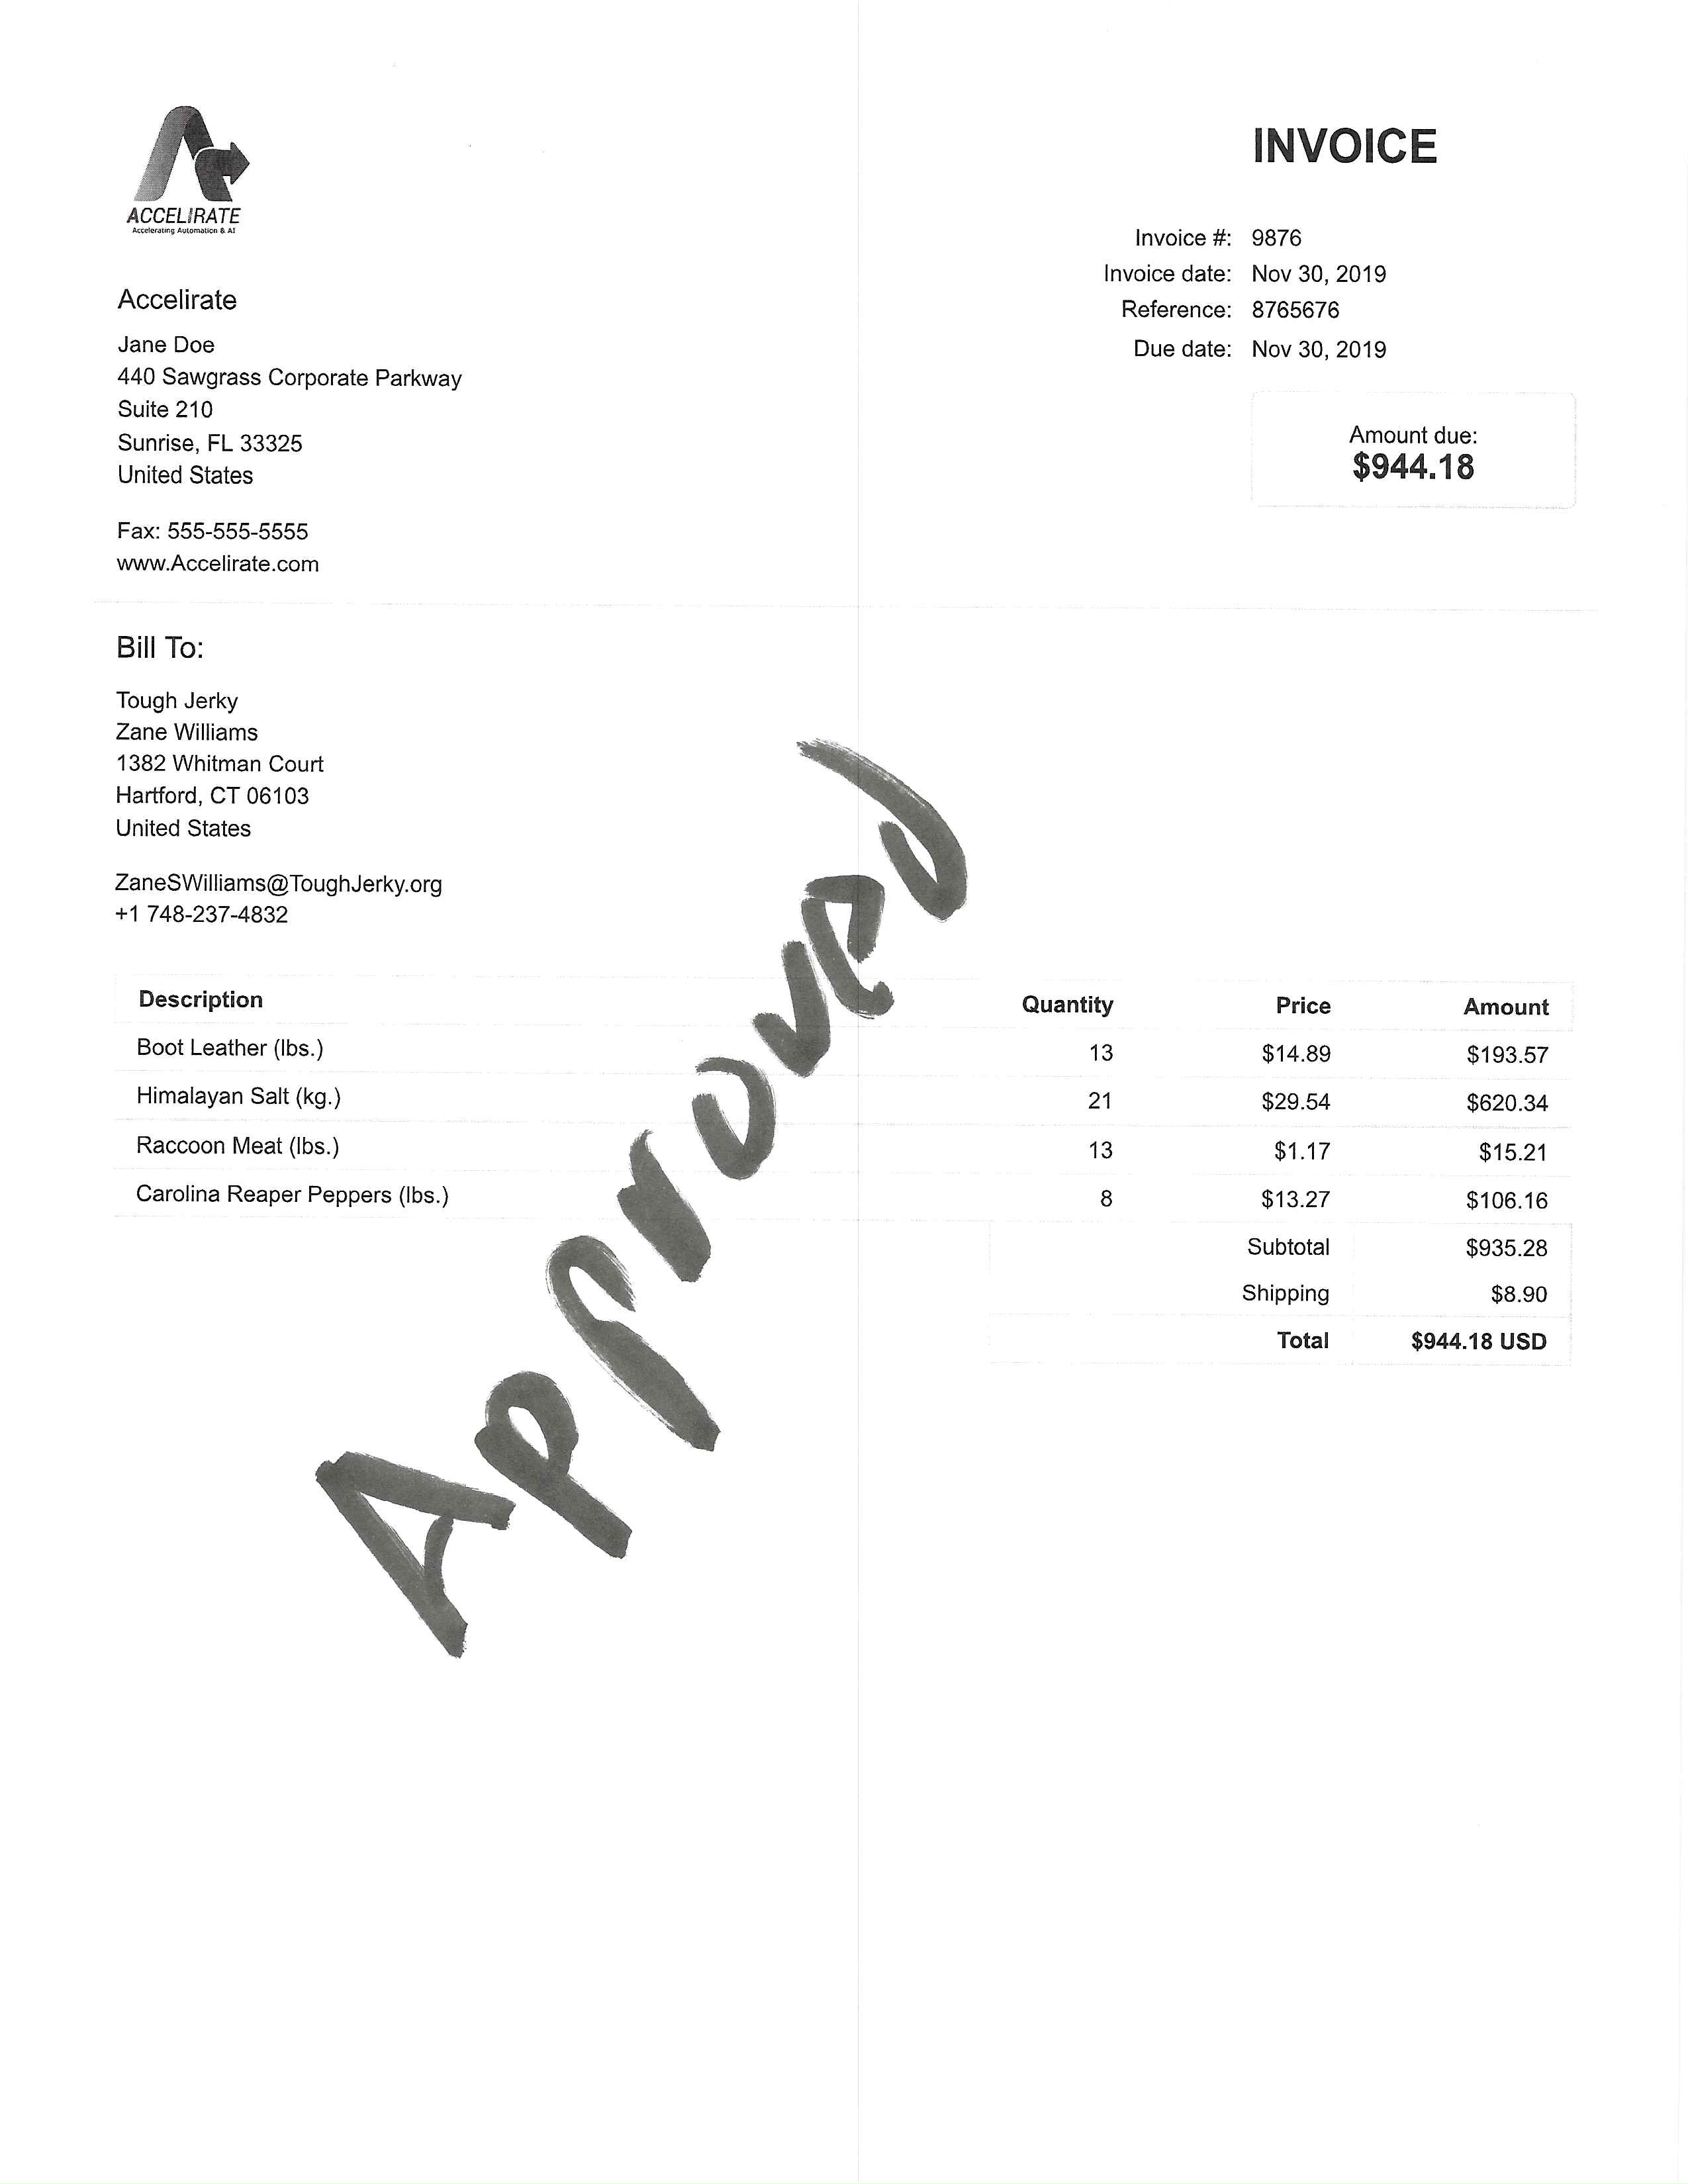 ACCELIRATE
Accelerating Automation & AI
INVOICE
Invoice #: 9876
Invoice date: Nov 30, 2019
Reference: 8765676
Due date: Nov 30, 2019
Amount due:
$944.18
Accelirate
Jane Doe
440 Sawgrass Corporate Parkway
Suite 210
Sunrise, FL 33325
United States
Fax: 555-555-5555
www.Accelirate.com
Bill To:
Tough Jerky
Zane Williams
1382 Whitman Court
Hartford, CT 06103
United States
ZaneSWilliams@ToughJerky.org
+1 748-237-4832
Description Quantity Price Amount
Boot Leather (lbs.) 13 $14.89 $193.57
Himalayan Salt (kg.) 21 $29.54 $620.34
Raccoon Meat (lbs.) 13 $1.17 $15.21
Carolina Reaper Peppers (lbs.) 8 $13.27 $106.16
Subtotal $935.28
Shipping $8.90
Total $944.18 USD
Approved